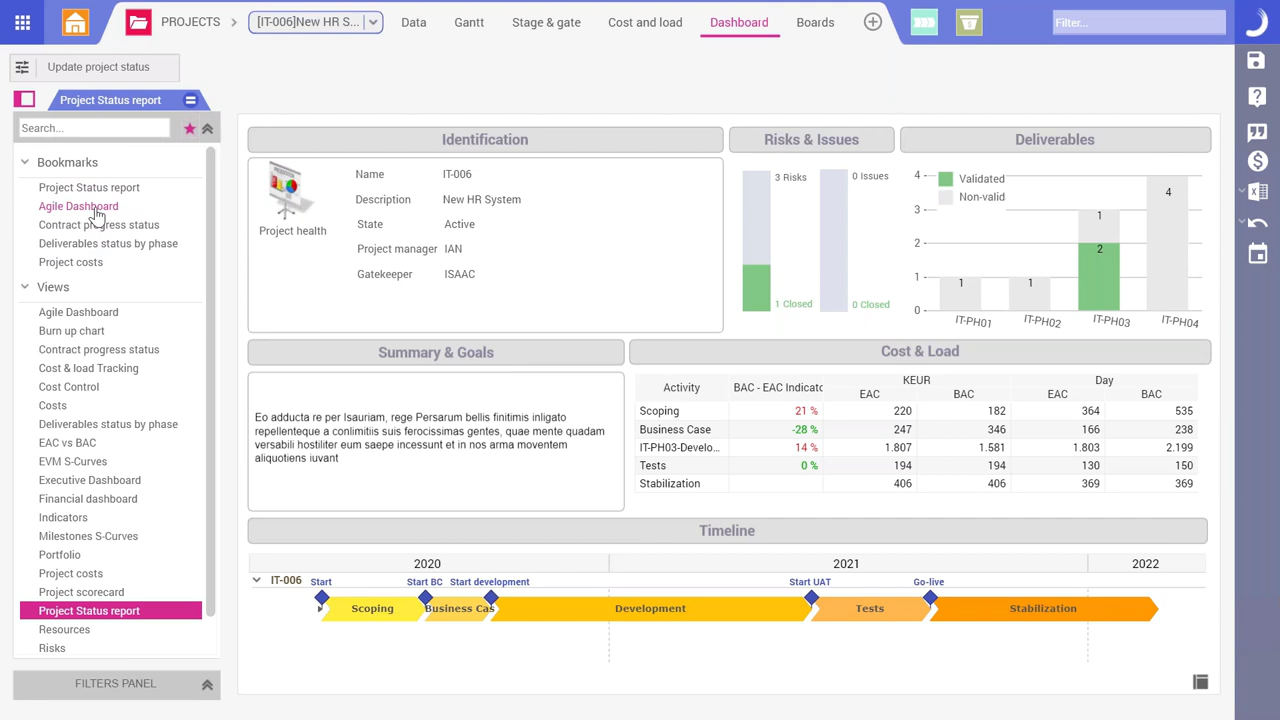 PROJECTS
[IT-006]New HR S...
Data
Gantt
Stage & gate
Cost and load
Dashboard
Boards
Filter...
Update project status
Project Status report
Search...
Bookmarks
Project Status report
Agile Dashboard
Contract progress status
Deliverables status by phase
Project costs
Views
Agile Dashboard
Burn up chart
Contract progress status
Cost & load Tracking
Cost Control
Costs
Deliverables status by phase
EAC vs BAC
EVM S-Curves
Executive Dashboard
Financial dashboard
Indicators
Milestones S-Curves
Portfolio
Project costs
Project scorecard
Project Status report
Resources
Risks
FILTERS PANEL
Identification
Project health
Name IT-006
Description New HR System
State Active
Project manager IAN
Gatekeeper ISAAC
Risks & Issues
3 Risks 0 Issues
1 Closed 0 Closed
Deliverables
Validated
Non-valid
4
3
2
1
0
1
1
1
2
4
IT-PH01 IT-PH02 IT-PH03 IT-PH04
Summary & Goals
Eo adducta re per Isauriam, rege Persarum bellis finitimis inligato
repellenteque a conlimitiis suis ferocissimas gentes, quae mente quadam
versabili hostiliter eum saepe incessunt et in nos arma moventem
aliquotiens iuvant
Cost & Load
Activity BAC - EAC Indicato KEUR Day
EAC BAC EAC BAC
Scoping 21 % 220 182 364 535
Business Case -28 % 247 346 166 238
IT-PH03-Develo... 14 % 1.807 1.581 1.803 2.199
Tests 0 % 194 194 130 150
Stabilization 406 406 369 369
Timeline
2020 2021 2022
IT-006 Start Start BC Start development Start UAT Go-live
Scoping Business Cas Development Tests Stabilization